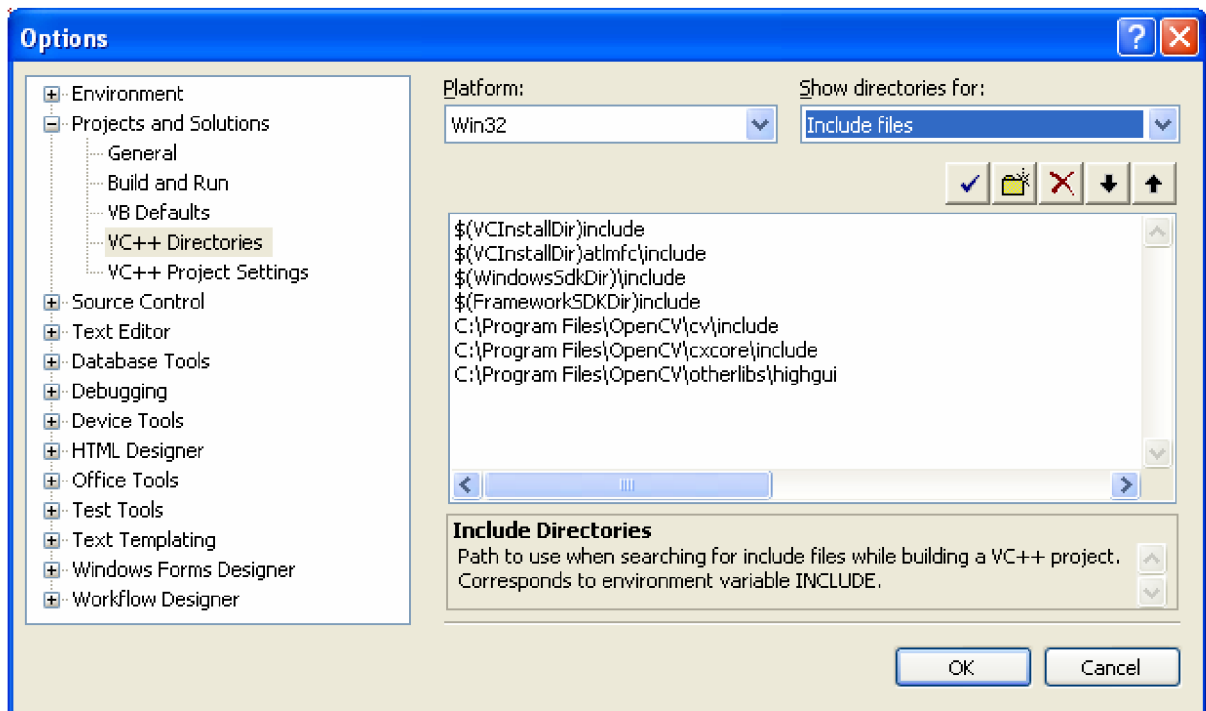 Options
Environment
Projects and Solutions
General
Build and Run
VB Defaults
VC++ Directories
VC++ Project Settings
Source Control
Text Editor
Database Tools
Debugging
Device Tools
HTML Designer
Office Tools
Test Tools
Text Templating
Windows Forms Designer
Workflow Designer
Platform:
Win32
Show directories for:
Include files
$(VCInstallDir)include
$(VCInstallDir)atlmfc\include
$(WindowsSdkDir)\include
$(FrameworkSDKDir)include
C:\Program Files\OpenCV\cv\include
C:\Program Files\OpenCV\cxcore\include
C:\Program Files\OpenCV\otherlibs\highgui
Include Directories
Path to use when searching for include files while building a VC++ project.
Corresponds to environment variable INCLUDE.
OK
Cancel